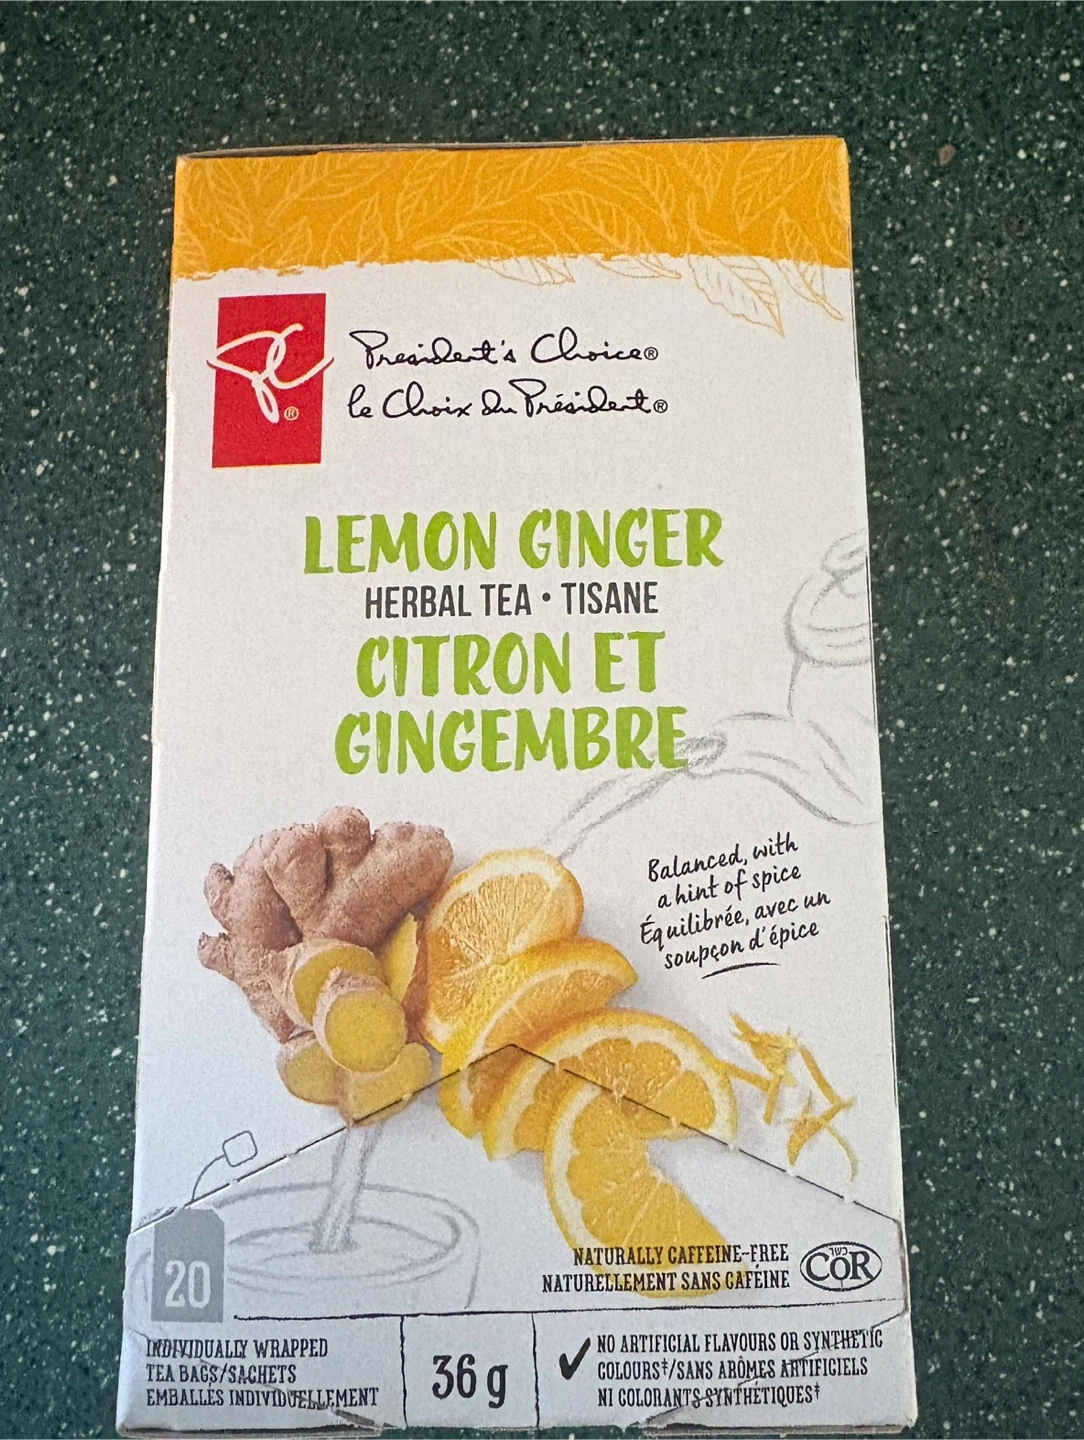 PC®
President's Choice®
le Choix du Président®
LEMON GINGER
HERBAL TEA • TISANE
CITRON ET
GINGEMBRE
Balanced, with
a hint of spice
Équilibrée, avec un
soupçon d'épice
20
NATURALLY CAFFEINE-FREE
NATURELLEMENT SANS CAFÉINE
כשר
COR
INDIVIDUALLY WRAPPED
TEA BAGS/SACHETS
EMBALLÉS INDIVIDUELLEMENT
36 g
NO ARTIFICIAL FLAVOURS OR SYNTHETIC
COLOURS‡/SANS ARÔMES ARTIFICIELS
NI COLORANTS SYNTHÉTIQUES‡